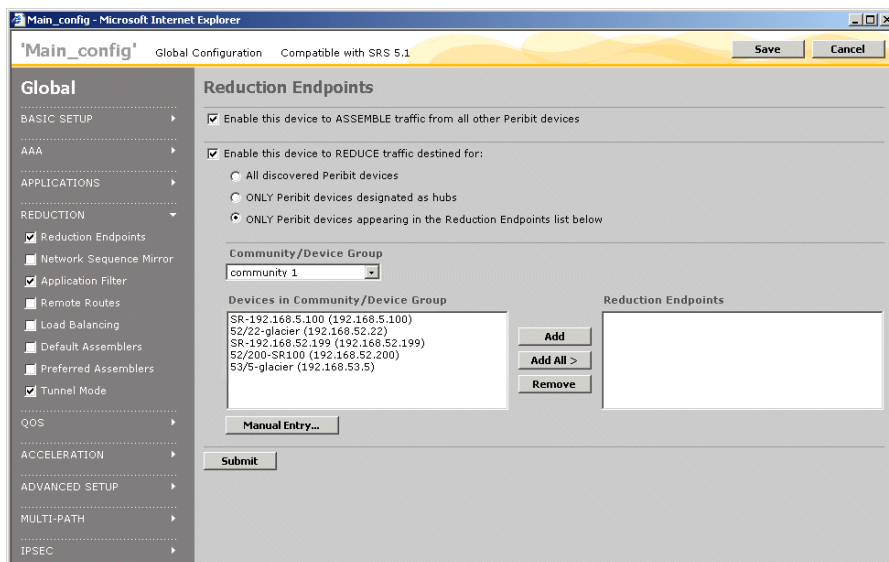 Main_config - Microsoft Internet Explorer
'Main_config' Global Configuration Compatible with SRS 5.1 Save Cancel
Global
BASIC SETUP
AAA
APPLICATIONS
REDUCTION
Reduction Endpoints
Network Sequence Mirror
Application Filter
Remote Routes
Load Balancing
Default Assemblers
Preferred Assemblers
Tunnel Mode
QOS
ACCELERATION
ADVANCED SETUP
MULTI-PATH
IPSEC
Reduction Endpoints
Enable this device to ASSEMBLE traffic from all other Peribit devices
Enable this device to REDUCE traffic destined for:
All discovered Peribit devices
ONLY Peribit devices designated as hubs
ONLY Peribit devices appearing in the Reduction Endpoints list below
Community/Device Group
community 1
Devices in Community/Device Group
SR-192.168.5.100 (192.168.5.100)
52/22-glacier (192.168.52.22)
SR-192.168.52.199 (192.168.52.199)
52/200-SR100 (192.168.52.200)
53/5-glacier (192.168.53.5)
Add
Add All >
Remove
Reduction Endpoints
Manual Entry...
Submit